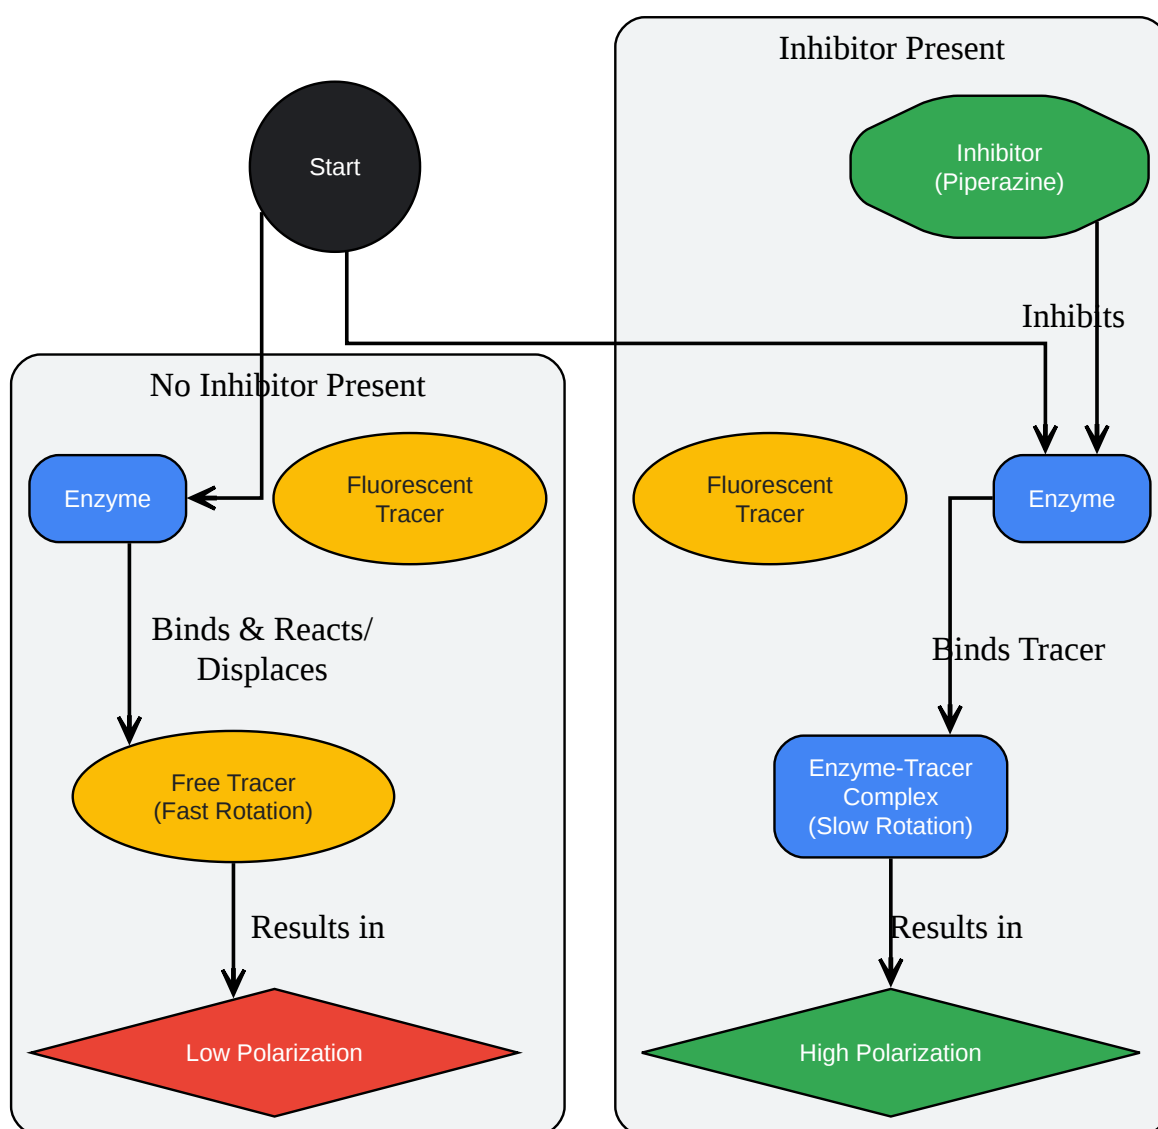 Inhibitor Present
Start
Inhibitor
(Piperazine)
Inhibits
No Inhibitor Present
Enzyme
Fluorescent
Tracer
Fluorescent
Tracer
Enzyme
Binds & Reacts/
Displaces
Binds Tracer
Free Tracer
(Fast Rotation)
Enzyme-Tracer
Complex
(Slow Rotation)
Results in
Results in
Low Polarization
High Polarization